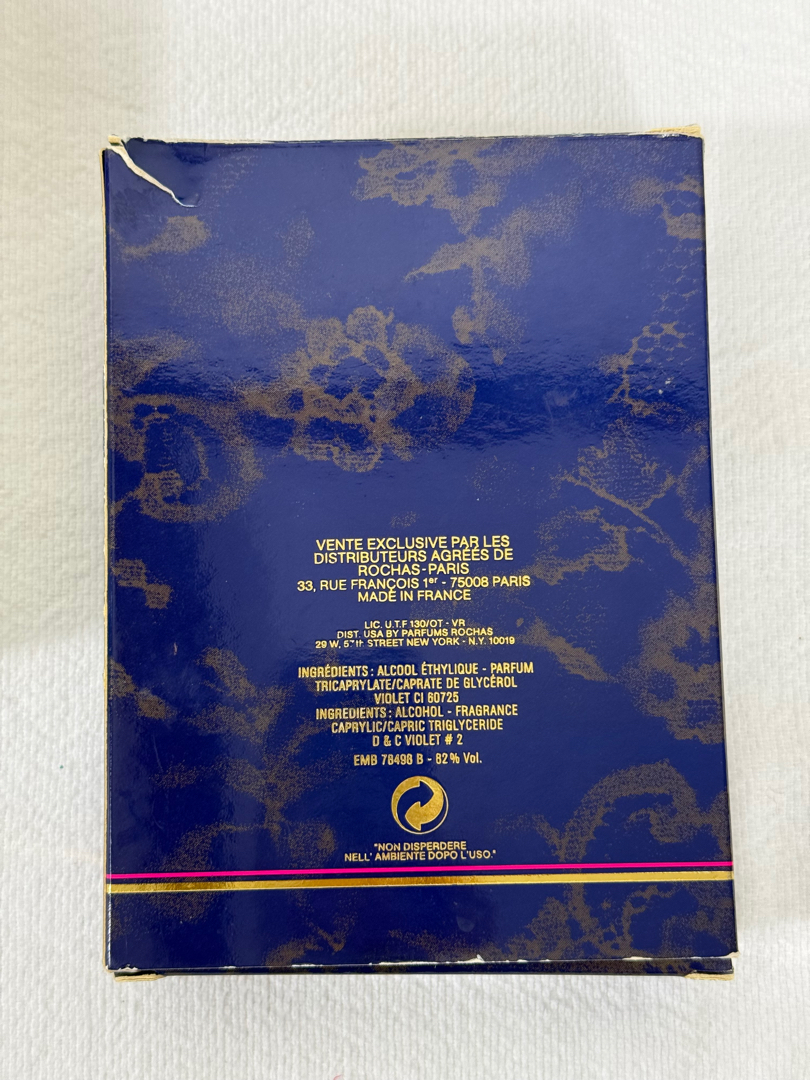 VENTE EXCLUSIVE PAR LES
DISTRIBUTEURS AGRÉÉS DE
ROCHAS-PARIS
33, RUE FRANÇOIS 1er - 75008 PARIS
MADE IN FRANCE
LIC. U.T.F 130/OT - VR
DIST. USA BY PARFUMS ROCHAS
29 W, 57th STREET NEW YORK - N.Y. 10019
INGRÉDIENTS : ALCOOL ÉTHYLIQUE - PARFUM
TRICAPRYLATE/CAPRATE DE GLYCÉROL
VIOLET CI 60725
INGREDIENTS : ALCOHOL - FRAGRANCE
CAPRYLIC/CAPRIC TRIGLYCERIDE
D & C VIOLET # 2
EMB 78498 B - 82 % Vol.
"NON DISPERDERE
NELL' AMBIENTE DOPO L'USO."